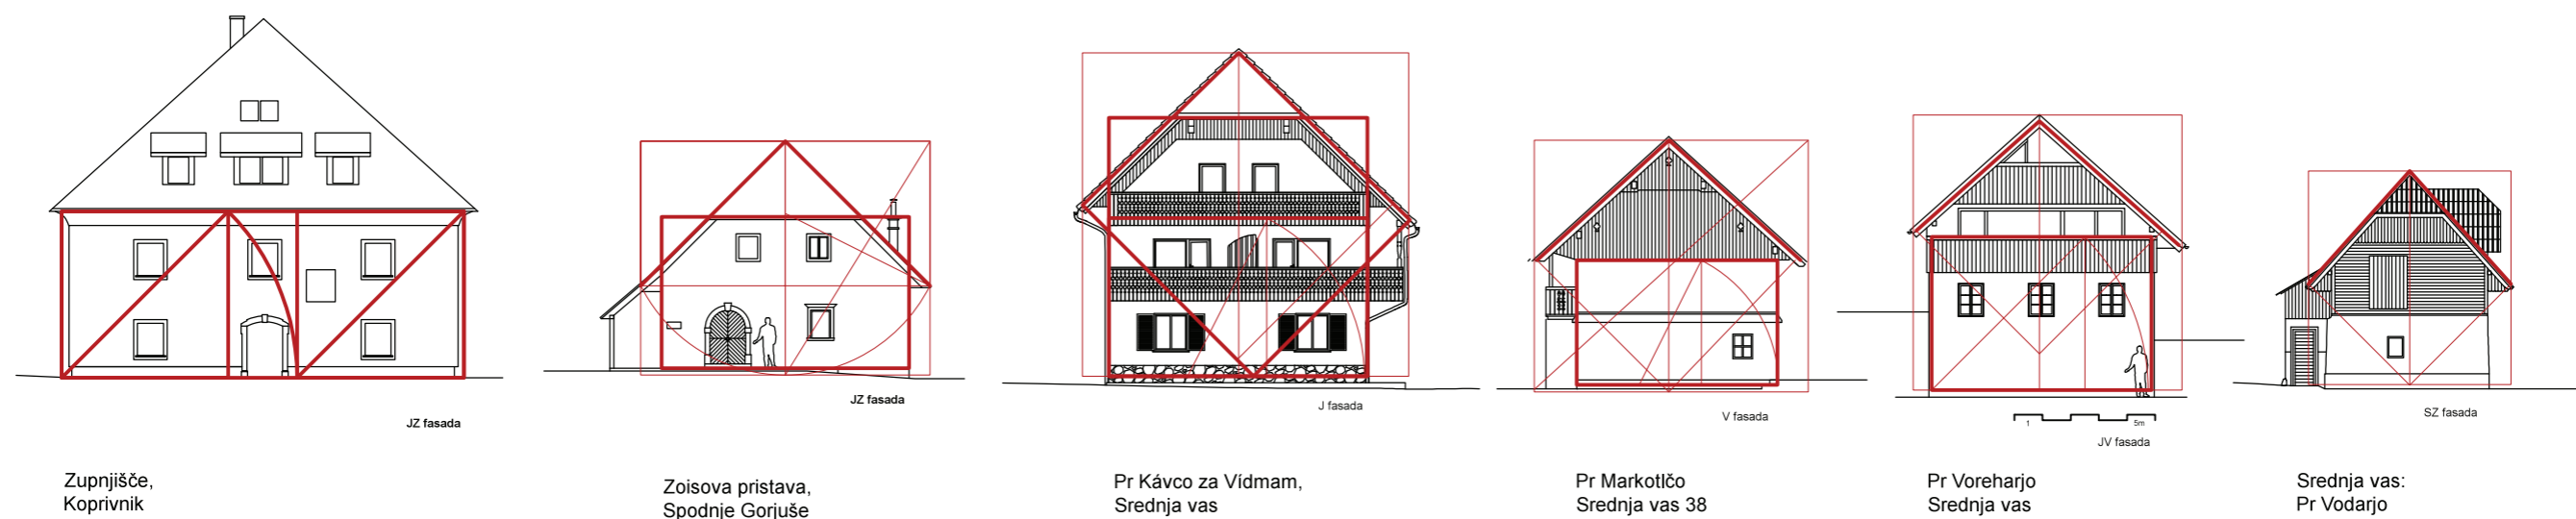 JZ fasada
JZ fasada
J fasada
V fasada
1 5m
JV fasada
SZ fasada
Zupnjišče,
Koprivnik
Zoisova pristava,
Spodnje Gorjuše
Pr Kávco za Vídmam,
Srednja vas
Pr Markotlčo
Srednja vas 38
Pr Voreharjo
Srednja vas
Srednja vas:
Pr Vodarjo